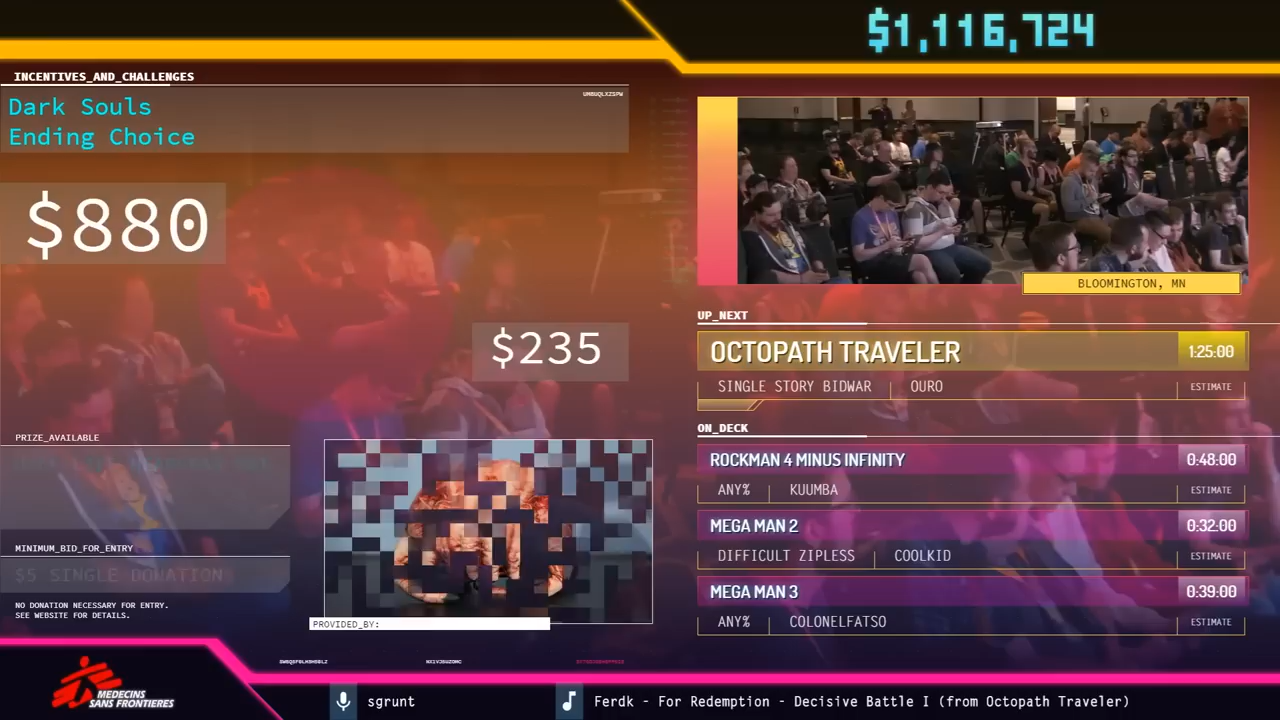 $1,116,724
INCENTIVES_AND_CHALLENGES
Dark Souls
Ending Choice
$880
$235
BLOOMINGTON, MN
UP_NEXT
OCTOPATH TRAVELER 1:25:00
SINGLE STORY BIDWAR OURO ESTIMATE
ON_DECK
ROCKMAN 4 MINUS INFINITY 0:48:00
ANY% KUUMBA ESTIMATE
MEGA MAN 2 0:32:00
DIFFICULT ZIPLESS COOLKID ESTIMATE
MEGA MAN 3 0:39:00
ANY% COLONELFATSO ESTIMATE
PRIZE_AVAILABLE
MINIMUM_BID_FOR_ENTRY
$5 SINGLE DONATION
NO DONATION NECESSARY FOR ENTRY.
SEE WEBSITE FOR DETAILS.
PROVIDED_BY:
MEDECINS
SANS FRONTIERES
sgrunt
Ferdk - For Redemption - Decisive Battle I (from Octopath Traveler)